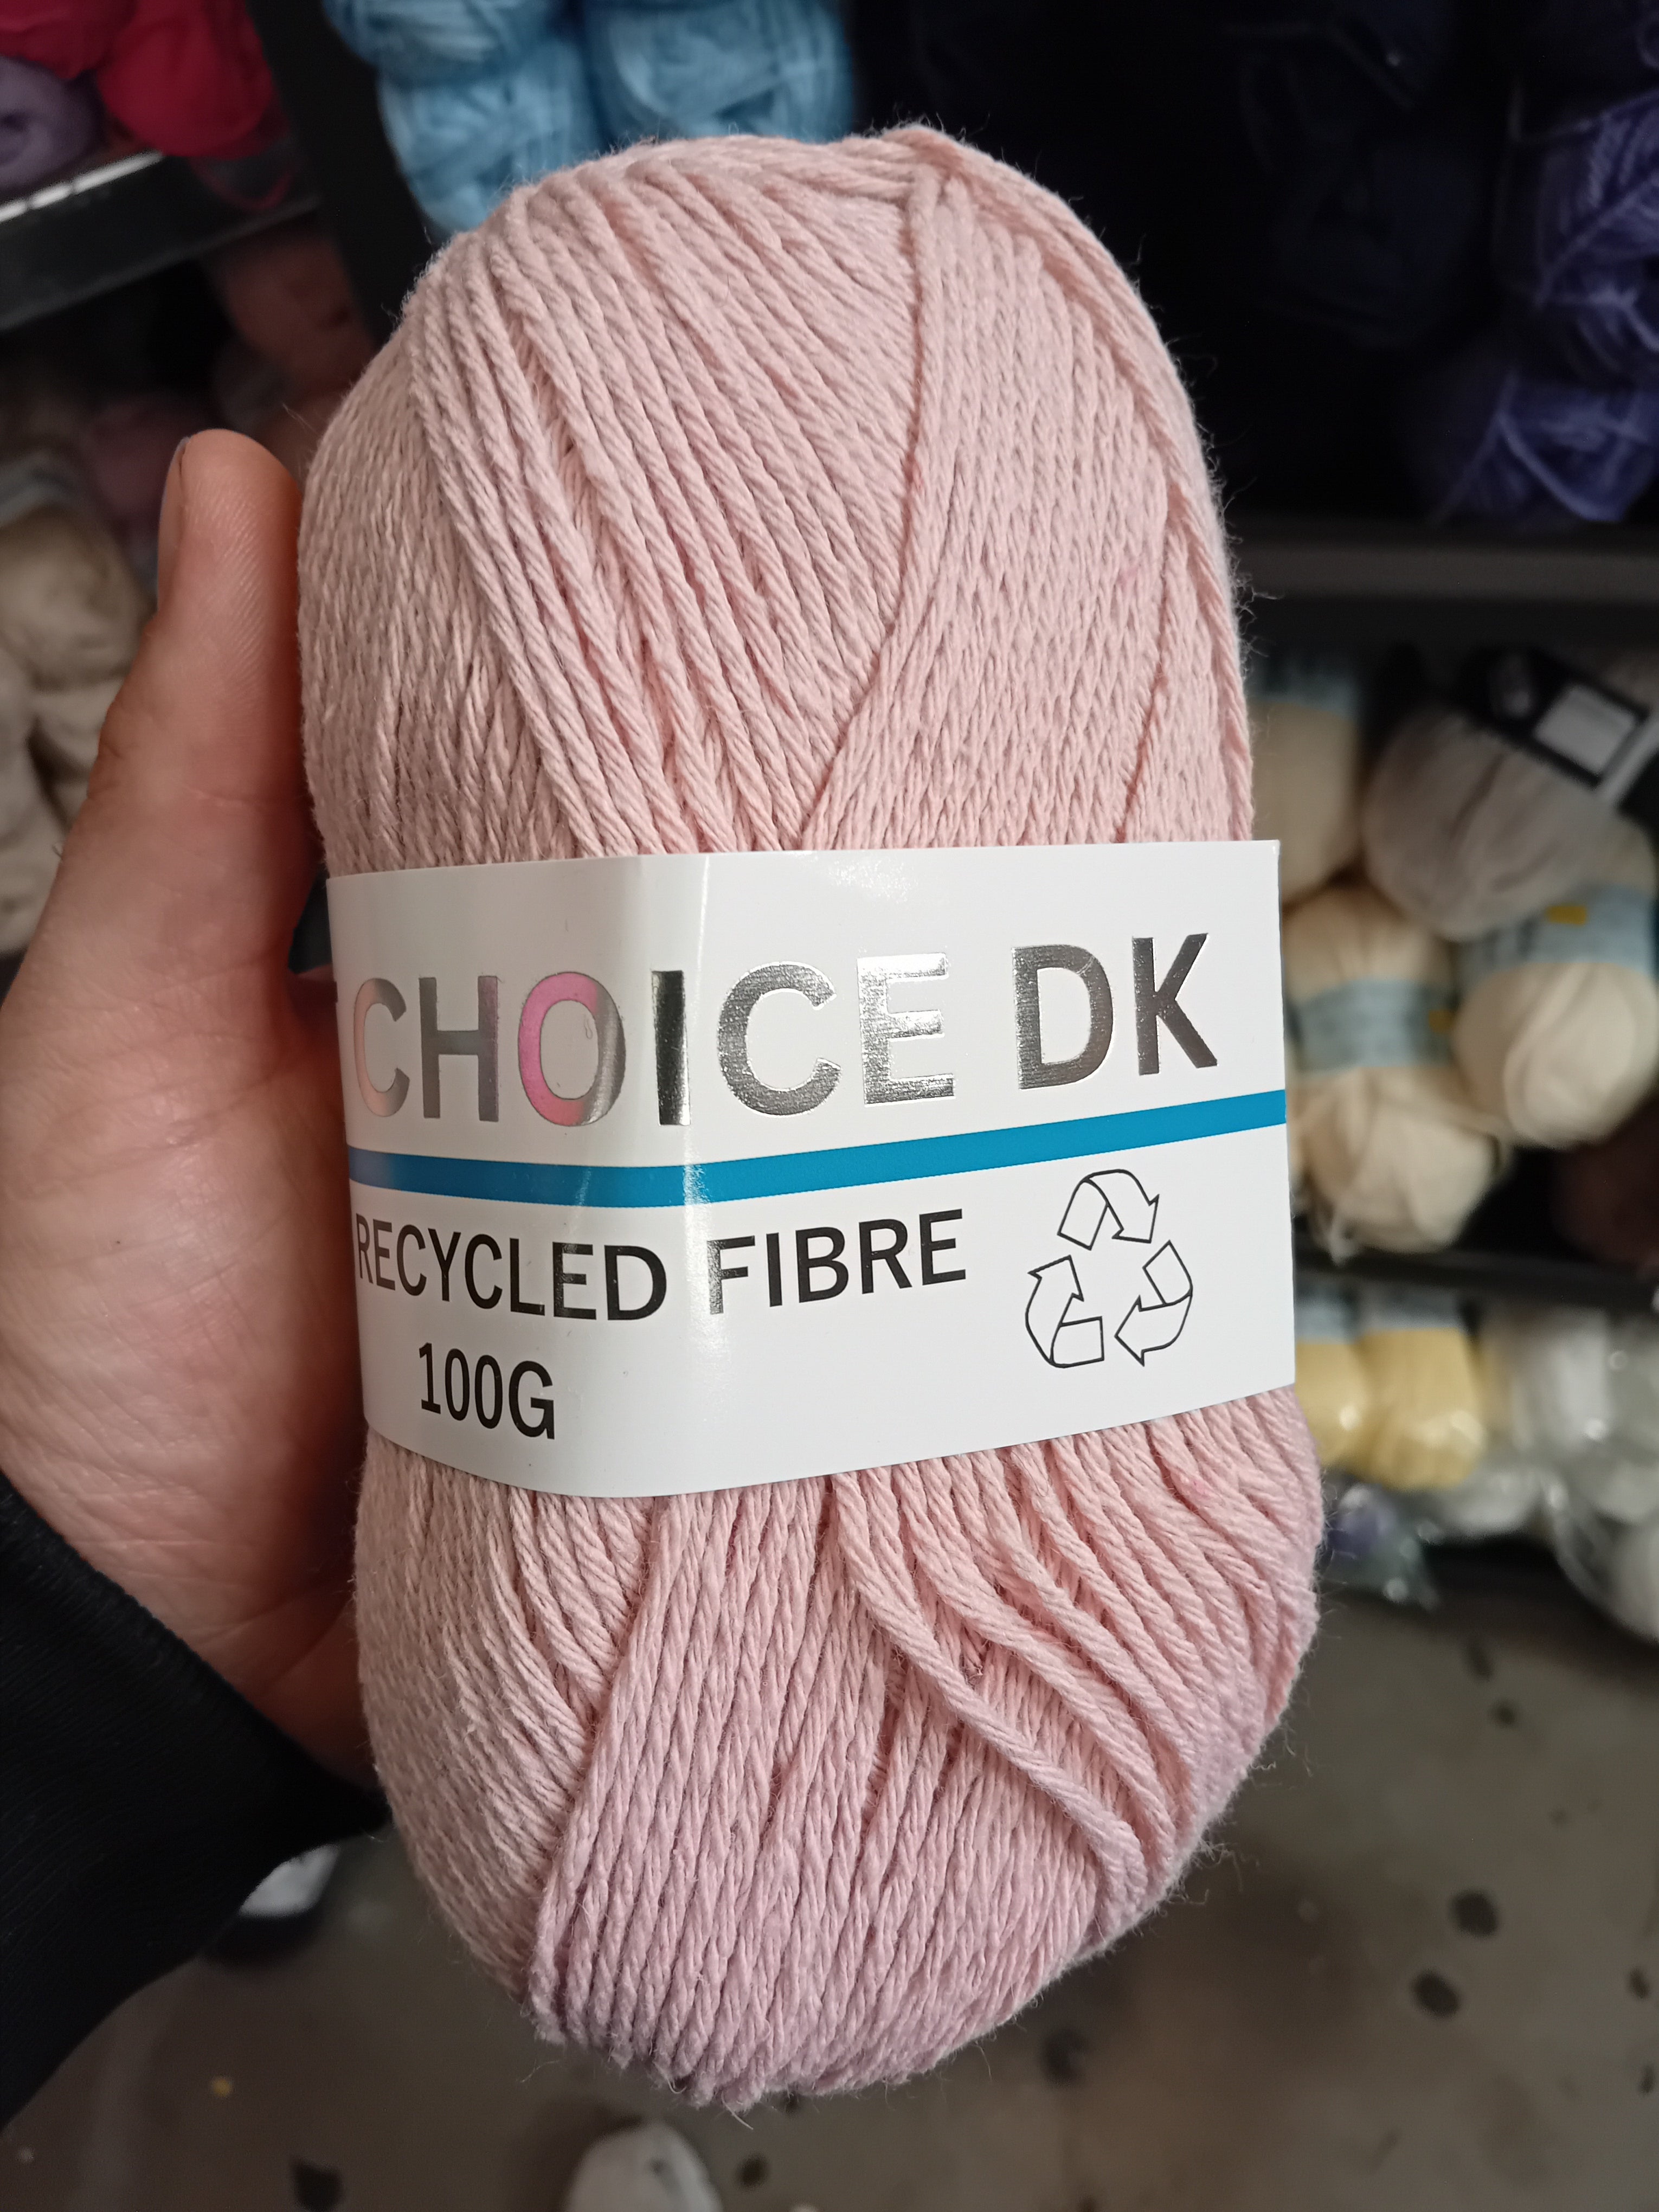 CHOICE DK
RECYCLED FIBRE
100G